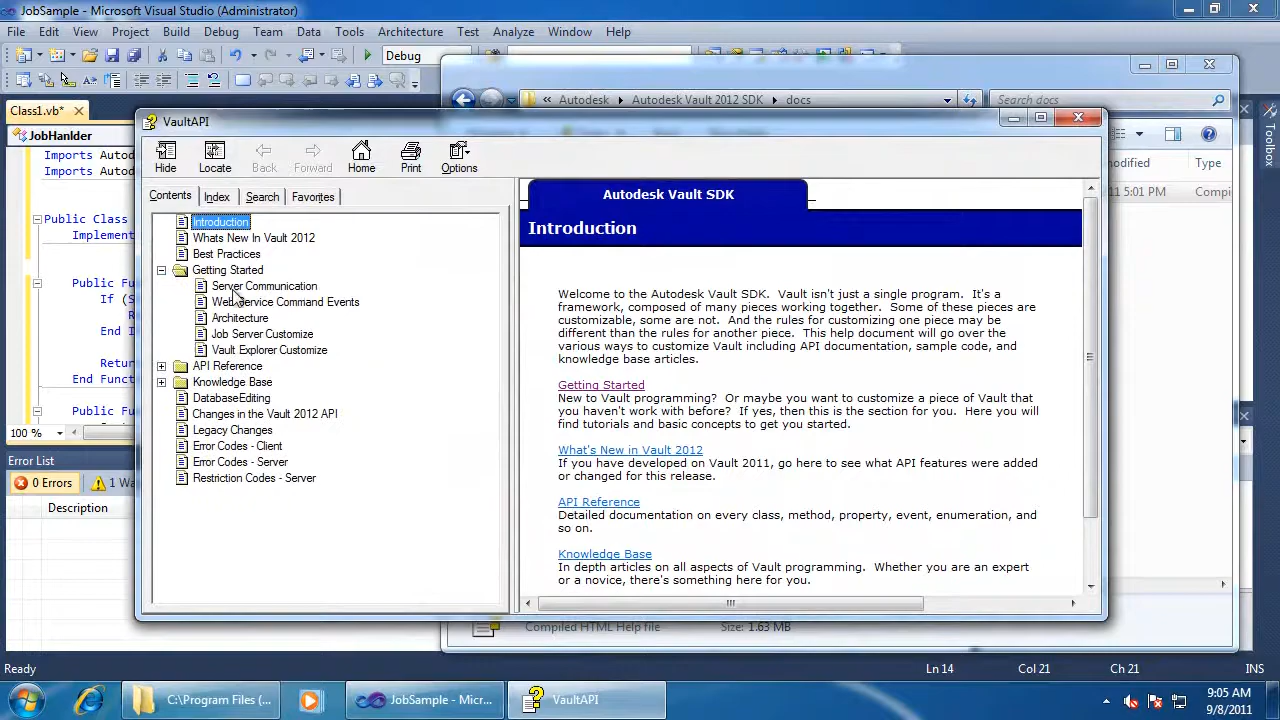 JobSample - Microsoft Visual Studio (Administrator)
File Edit View Project Build Debug Team Data Tools Architecture Test Analyze Window Help
Debug
Class1.vb*
JobHanlder
Imports Autod
Imports Autod
Public Class
Implement
Public Fu
If (S
R
End I
Retur
End Funct
Public Fu
100 %
Error List
0 Errors
1 Wa
Description
« Autodesk Autodesk Vault 2012 SDK docs
Search docs
odified Type
11 5:01 PM Compi
Toolbox
VaultAPI
Hide Locate Back Forward Home Print Options
Contents Index Search Favorites
Introduction
Whats New In Vault 2012
Best Practices
Getting Started
Server Communication
Web Service Command Events
Architecture
Job Server Customize
Vault Explorer Customize
API Reference
Knowledge Base
DatabaseEditing
Changes in the Vault 2012 API
Legacy Changes
Error Codes - Client
Error Codes - Server
Restriction Codes - Server
Autodesk Vault SDK
Introduction
Welcome to the Autodesk Vault SDK. Vault isn't just a single program. It's a
framework, composed of many pieces working together. Some of these pieces are
customizable, some are not. And the rules for customizing one piece may be
different than the rules for another piece. This help document will go over the
various ways to customize Vault including API documentation, sample code, and
knowledge base articles.
Getting Started
New to Vault programming? Or maybe you want to customize a piece of Vault that
you haven't work with before? If yes, then this is the section for you. Here you will
find tutorials and basic concepts to get you started.
What's New in Vault 2012
If you have developed on Vault 2011, go here to see what API features were added
or changed for this release.
API Reference
Detailed documentation on every class, method, property, event, enumeration, and
so on.
Knowledge Base
In depth articles on all aspects of Vault programming. Whether you are an expert
or a novice, there's something here for you.
Compiled HTML Help file Size: 1.63 MB
Ready Ln 14 Col 21 Ch 21 INS
C:\Program Files (... JobSample - Micr... VaultAPI
9:05 AM
9/8/2011